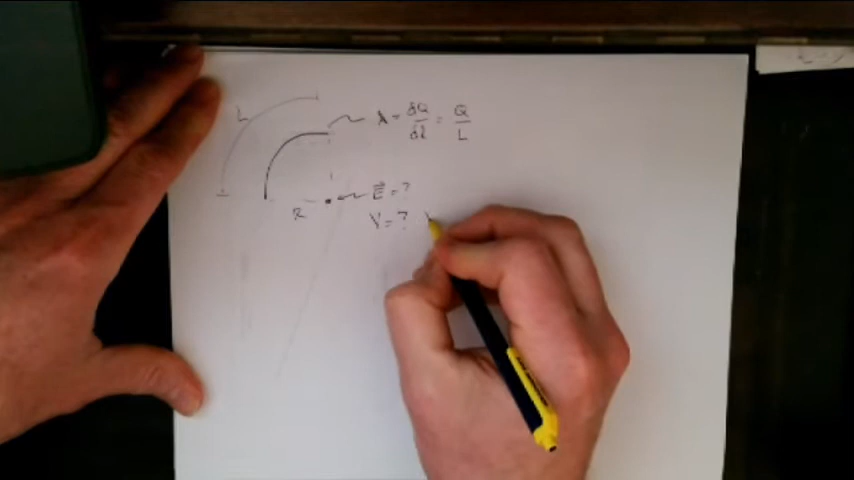 L
λ = dQ/dl = Q/L
E⃗ = ?
R
V = ?